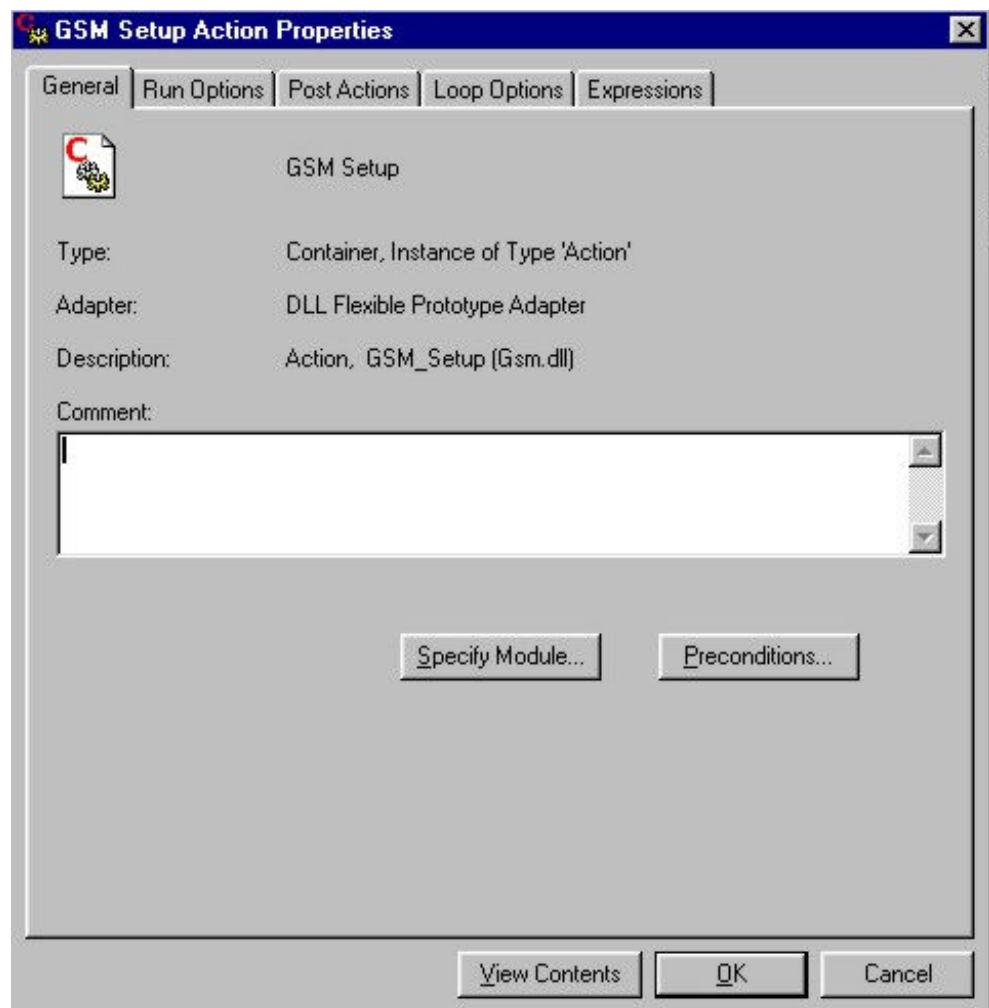 GSM Setup Action Properties
General Run Options Post Actions Loop Options Expressions
C
GSM Setup
Type: Container, Instance of Type 'Action'
Adapter: DLL Flexible Prototype Adapter
Description: Action, GSM_Setup (Gsm.dll)
Comment:
Specify Module... Preconditions...
View Contents OK Cancel